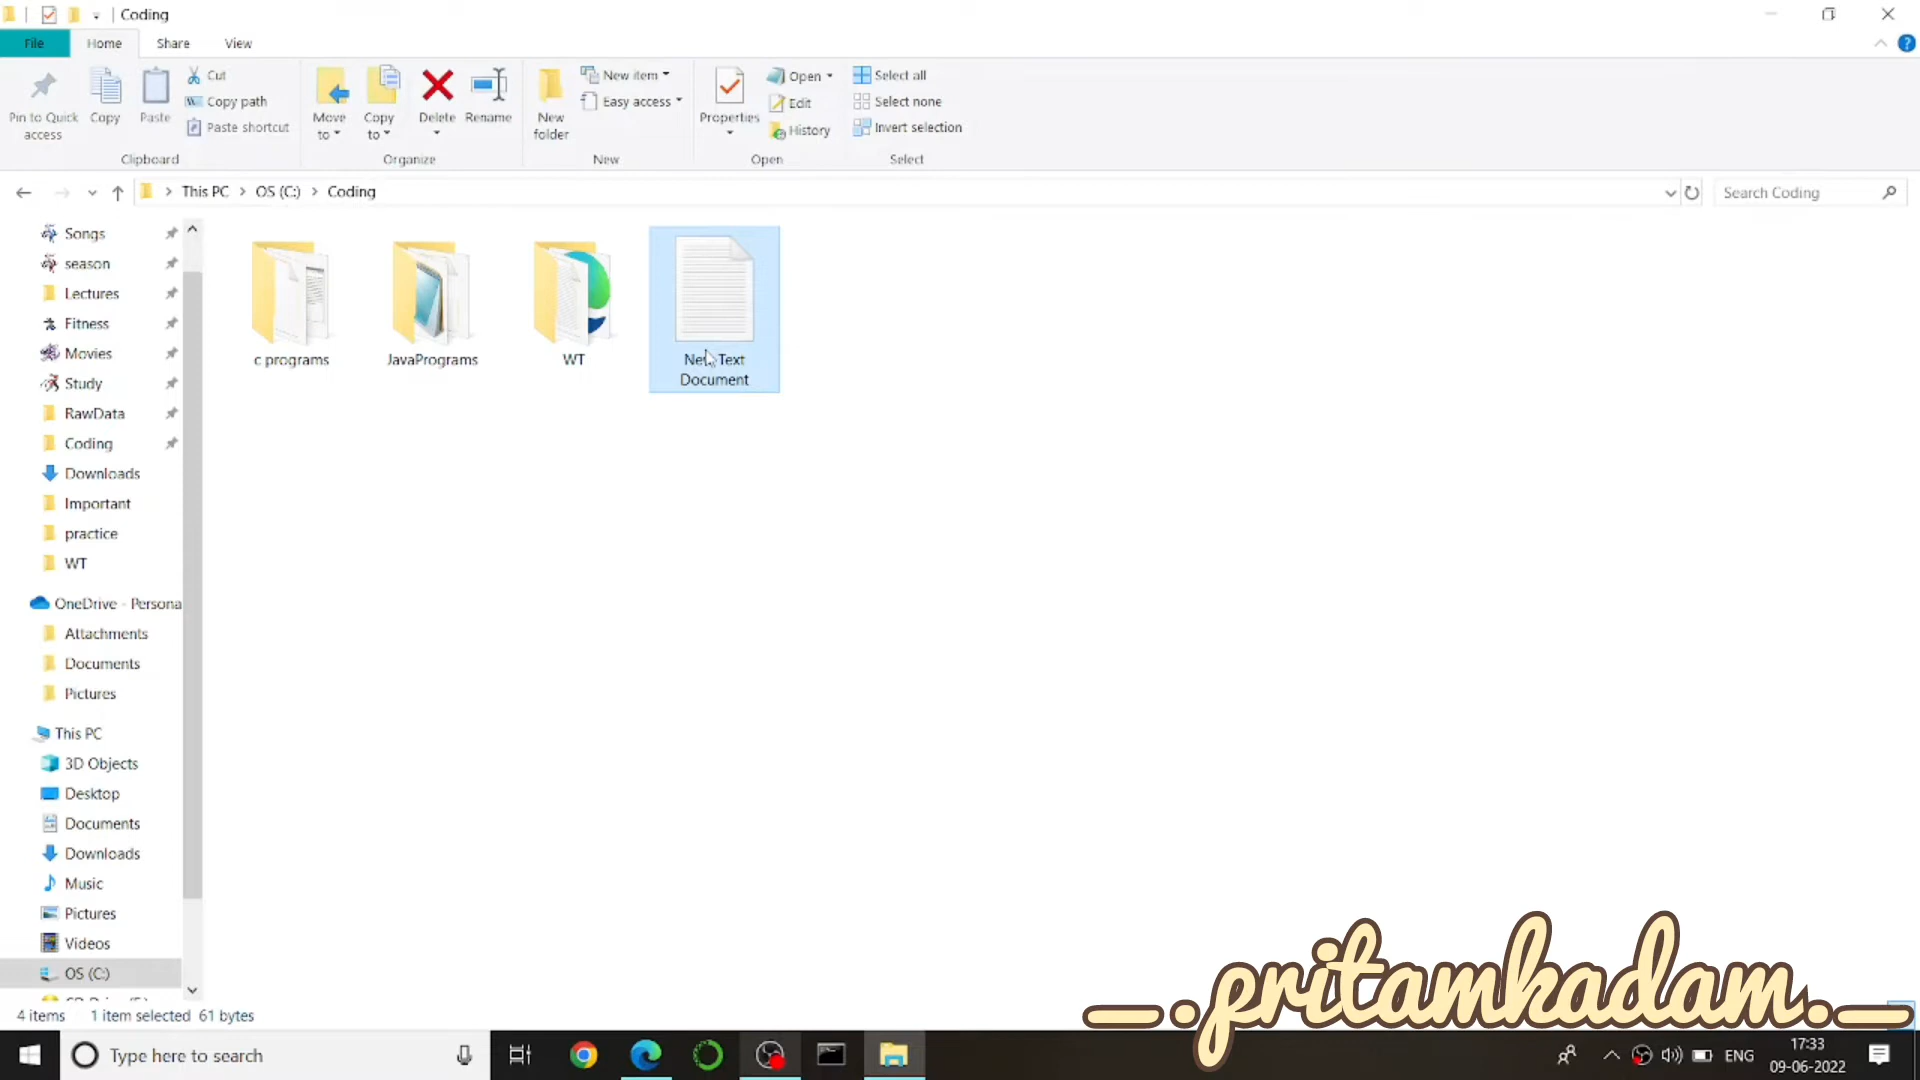 Coding
File Home Share View
Pin to Quick access
Copy
Paste
Cut
Copy path
Paste shortcut
Clipboard
Move to
Copy to
Delete
Rename
Organize
New folder
New item
Easy access
New
Properties
Open
Edit
History
Open
Select all
Select none
Invert selection
Select
This PC > OS (C:) > Coding
Search Coding
Songs
season
Lectures
Fitness
Movies
Study
RawData
Coding
Downloads
Important
practice
WT
OneDrive - Persona
Attachments
Documents
Pictures
This PC
3D Objects
Desktop
Documents
Downloads
Music
Pictures
Videos
OS (C:)
c programs
JavaPrograms
WT
New Text
Document
4 items 1 item selected 61 bytes
_.pritamkadam._
Type here to search
ENG
17:33
09-06-2022